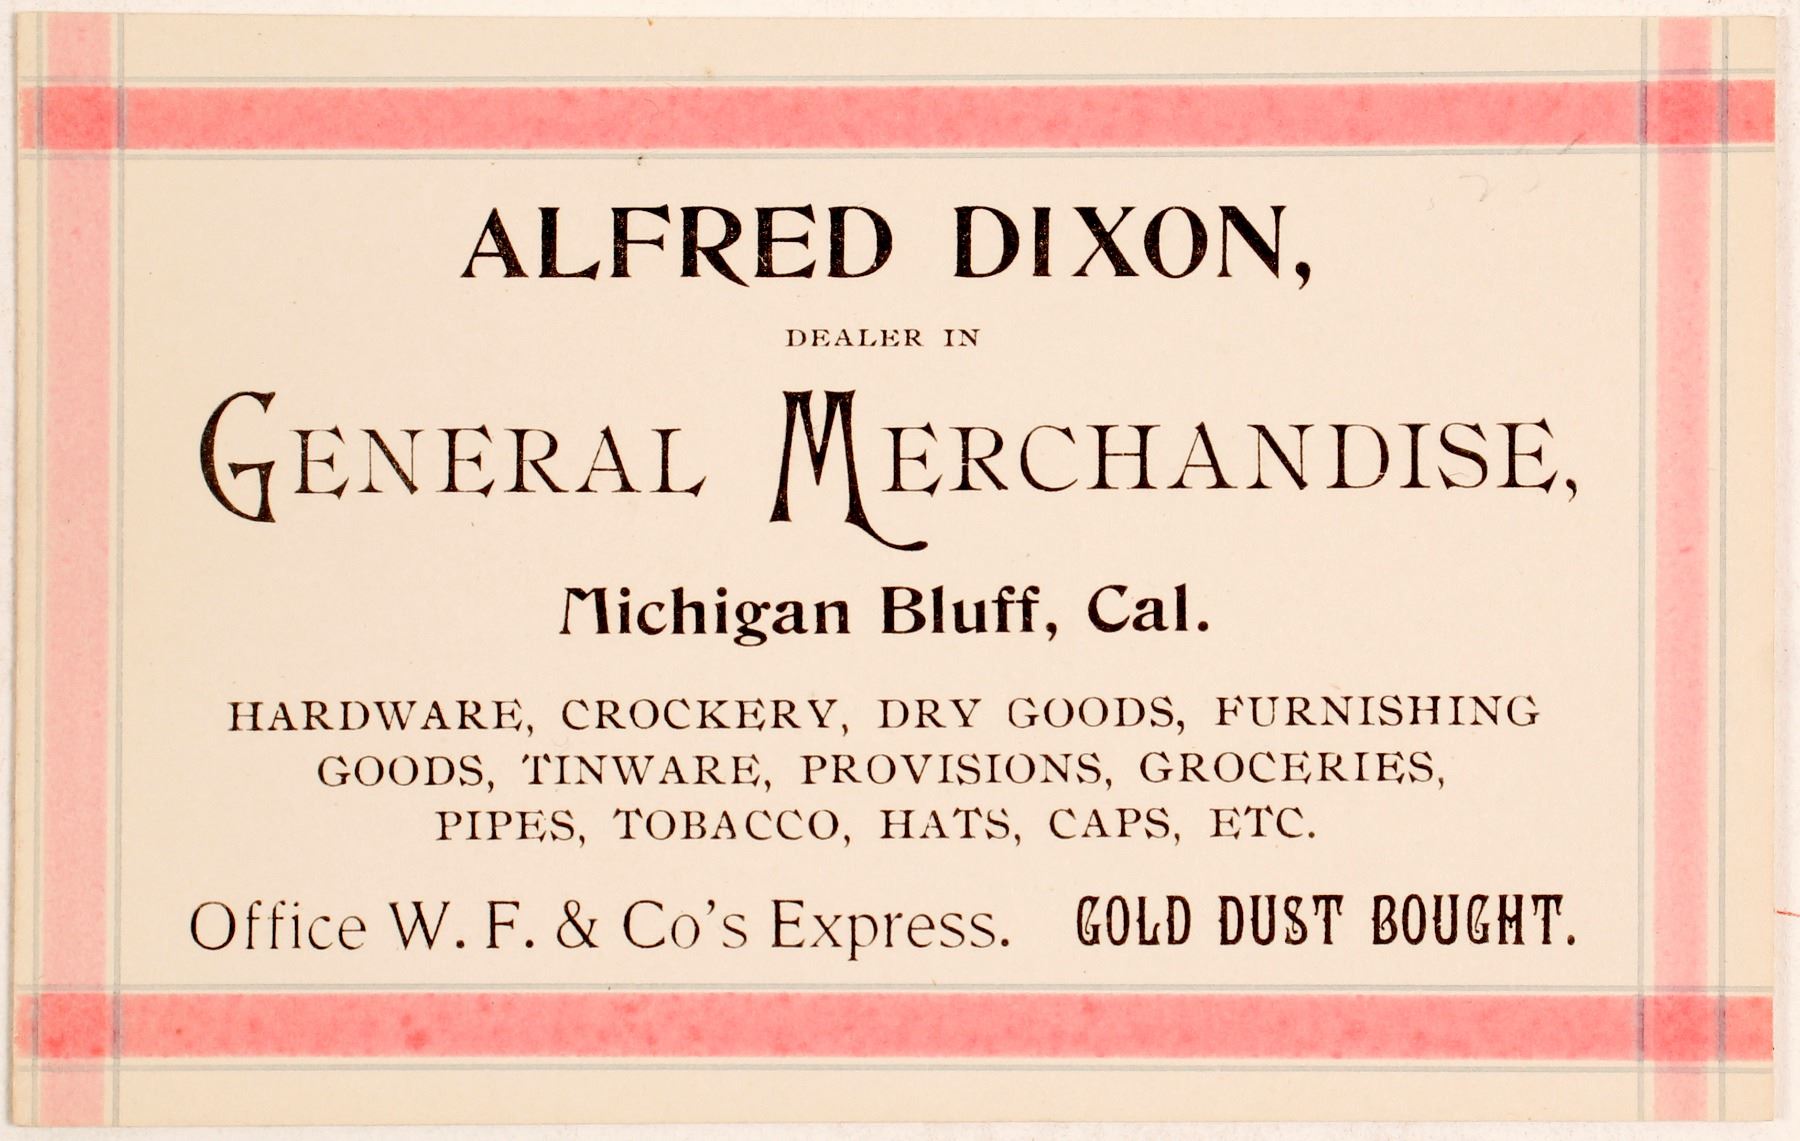 ALFRED DIXON,
DEALER IN
GENERAL MERCHANDISE,
Michigan Bluff, Cal.
HARDWARE, CROCKERY, DRY GOODS, FURNISHING
GOODS, TINWARE, PROVISIONS, GROCERIES,
PIPES, TOBACCO, HATS, CAPS, ETC.
Office W. F. & Co's Express. GOLD DUST BOUGHT.